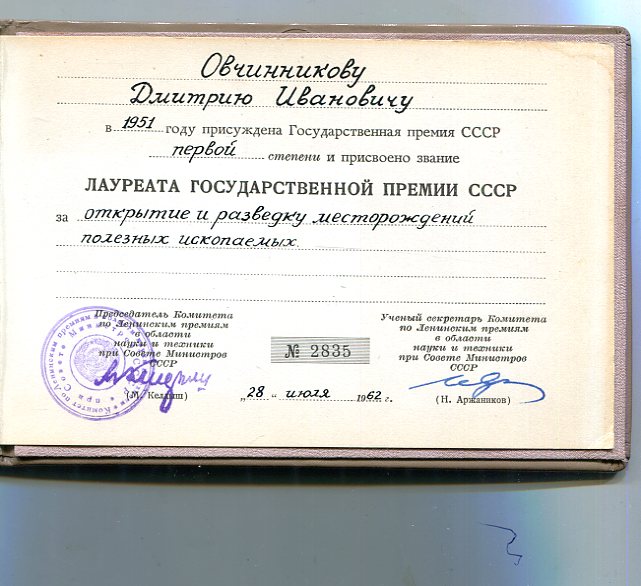 Овчинникову
Дмитрию Ивановичу
в 1951 году присуждена Государственная премия СССР
первой степени и присвоено звание
ЛАУРЕАТА ГОСУДАРСТВЕННОЙ ПРЕМИИ СССР
за открытие и разведку месторождений
полезных ископаемых.
Председатель Комитета
по Ленинским премиям
в области
науки и техники
при Совете Министров
СССР
(М. Келдыш)
№ 2835
Ученый секретарь Комитета
по Ленинским премиям
в области
науки и техники
при Совете Министров
СССР
(Н. Аржаников)
„28 “ июля 1962 г.